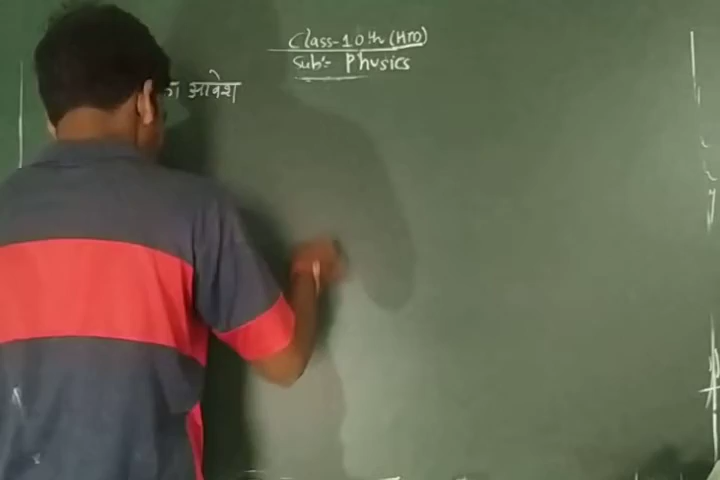 Class-10th (HM)
Sub:- Physics
आवेश